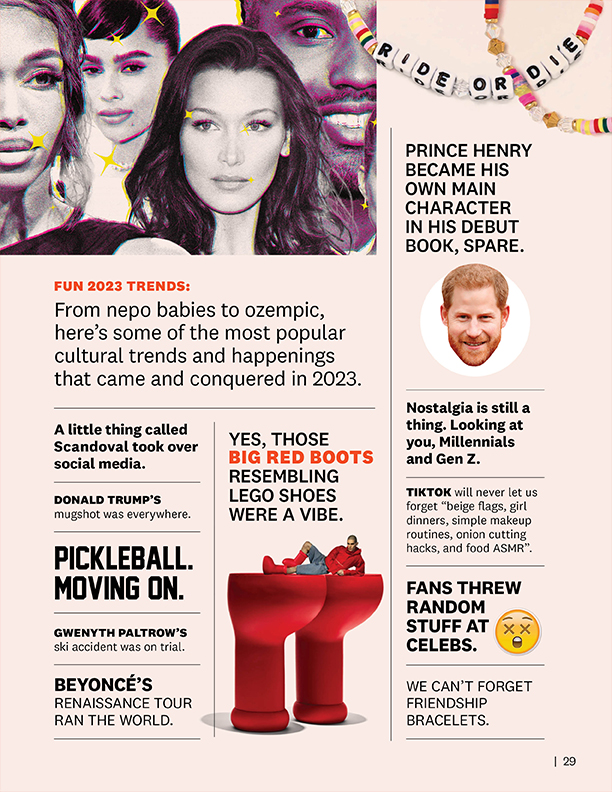 RIDE OR DIE
FUN 2023 TRENDS:
From nepo babies to ozempic,
here’s some of the most popular
cultural trends and happenings
that came and conquered in 2023.
A little thing called
Scandoval took over
social media.
DONALD TRUMP’S
mugshot was everywhere.
PICKLEBALL.
MOVING ON.
GWENYTH PALTROW’S
ski accident was on trial.
BEYONCÉ’S
RENAISSANCE TOUR
RAN THE WORLD.
YES, THOSE
BIG RED BOOTS
RESEMBLING
LEGO SHOES
WERE A VIBE.
PRINCE HENRY
BECAME HIS
OWN MAIN
CHARACTER
IN HIS DEBUT
BOOK, SPARE.
Nostalgia is still a
thing. Looking at
you, Millennials
and Gen Z.
TIKTOK will never let us
forget “beige flags, girl
dinners, simple makeup
routines, onion cutting
hacks, and food ASMR”.
FANS THREW
RANDOM
STUFF AT
CELEBS.
WE CAN’T FORGET
FRIENDSHIP
BRACELETS.
| 29